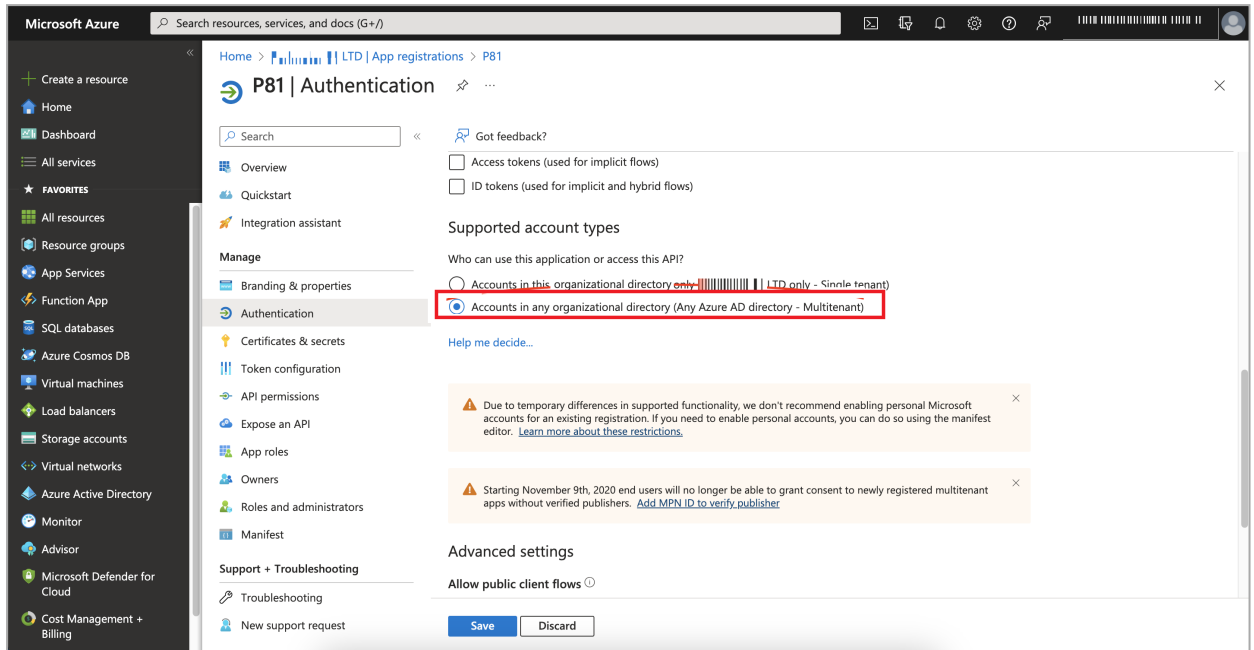 Microsoft Azure
Search resources, services, and docs (G+/)
Home > LTD | App registrations > P81
P81 | Authentication
Create a resource
Home
Dashboard
All services
FAVORITES
All resources
Resource groups
App Services
Function App
SQL databases
Azure Cosmos DB
Virtual machines
Load balancers
Storage accounts
Virtual networks
Azure Active Directory
Monitor
Advisor
Microsoft Defender for
Cloud
Cost Management +
Billing
Search
Overview
Quickstart
Integration assistant
Manage
Branding & properties
Authentication
Certificates & secrets
Token configuration
API permissions
Expose an API
App roles
Owners
Roles and administrators
Manifest
Support + Troubleshooting
Troubleshooting
New support request
Got feedback?
Access tokens (used for implicit flows)
ID tokens (used for implicit and hybrid flows)
Supported account types
Who can use this application or access this API?
Accounts in this organizational directory only LTD only - Single tenant)
Accounts in any organizational directory (Any Azure AD directory - Multitenant)
Help me decide...
Due to temporary differences in supported functionality, we don't recommend enabling personal Microsoft
accounts for an existing registration. If you need to enable personal accounts, you can do so using the manifest
editor. Learn more about these restrictions.
Starting November 9th, 2020 end users will no longer be able to grant consent to newly registered multitenant
apps without verified publishers. Add MPN ID to verify publisher
Advanced settings
Allow public client flows
Save
Discard